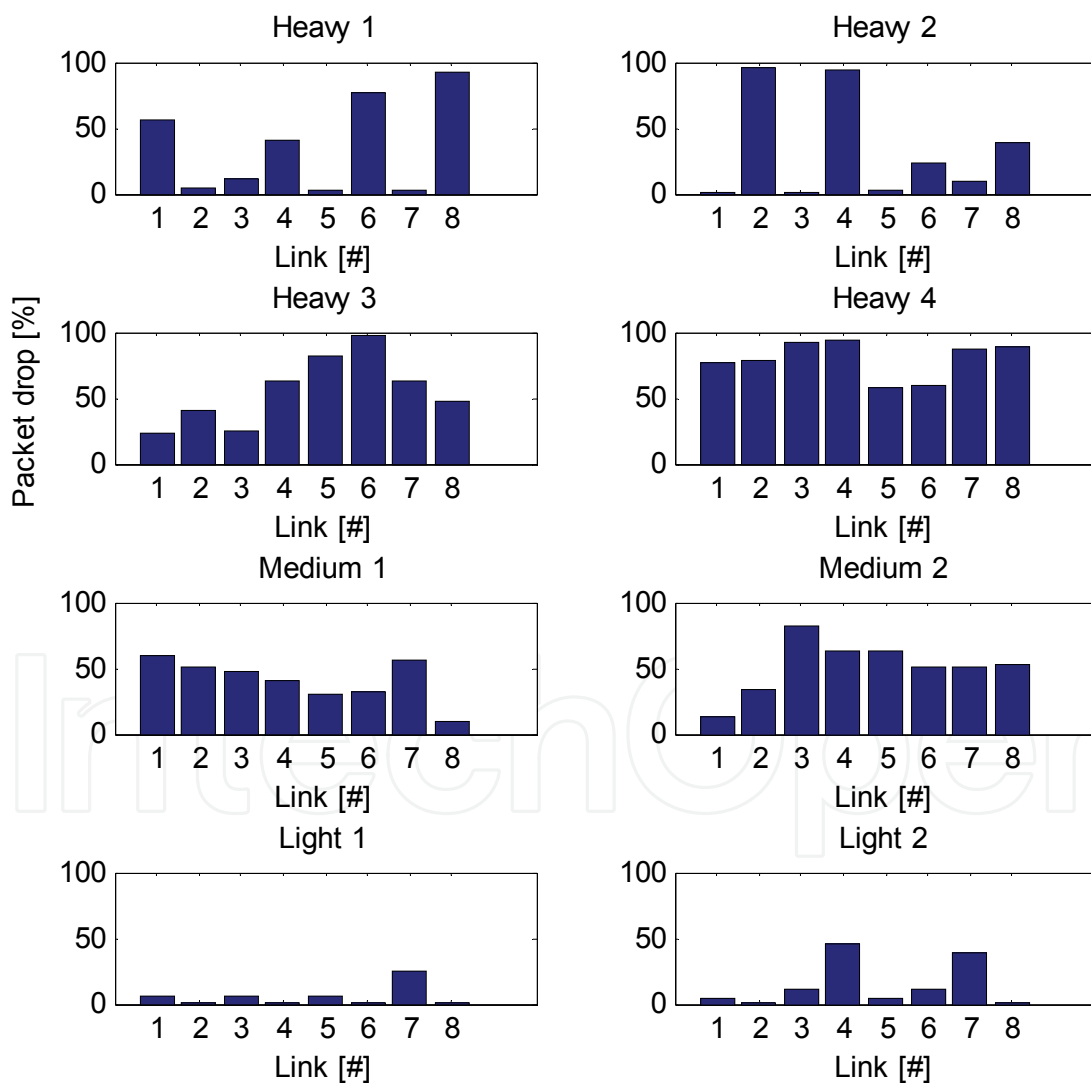 Packet drop [%]
Heavy 1
100
50
0
1 2 3 4 5 6 7 8
Link [#]
Heavy 2
100
50
0
1 2 3 4 5 6 7 8
Link [#]
Heavy 3
100
50
0
1 2 3 4 5 6 7 8
Link [#]
Heavy 4
100
50
0
1 2 3 4 5 6 7 8
Link [#]
Medium 1
100
50
0
1 2 3 4 5 6 7 8
Link [#]
Medium 2
100
50
0
1 2 3 4 5 6 7 8
Link [#]
Light 1
100
50
0
1 2 3 4 5 6 7 8
Link [#]
Light 2
100
50
0
1 2 3 4 5 6 7 8
Link [#]
IntechOpen